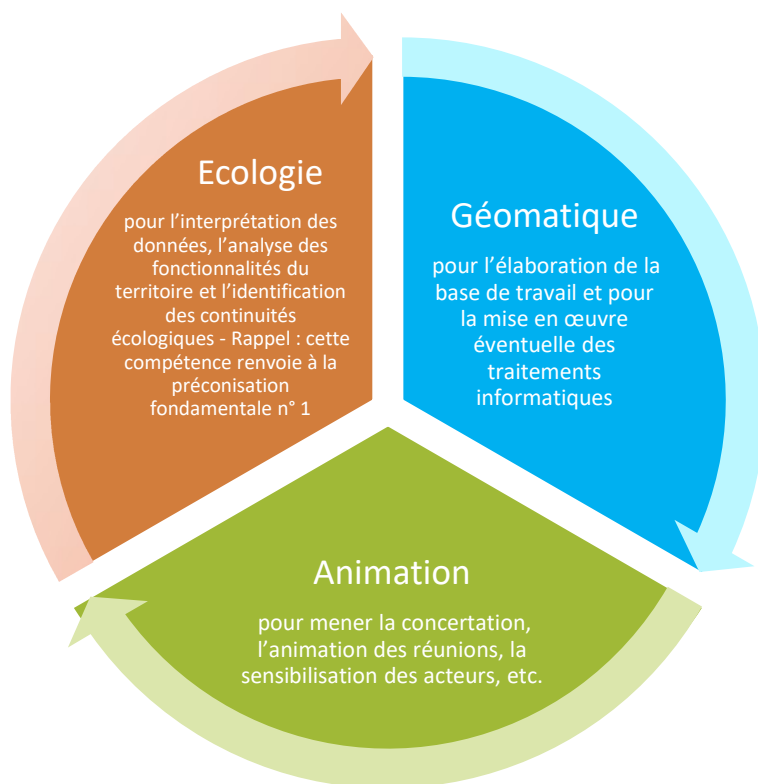 Ecologie
pour l’interprétation des
données, l’analyse des
fonctionnalités du
territoire et l’identification
des continuités
écologiques - Rappel : cette
compétence renvoie à la
préconisation
fondamentale n° 1
Géomatique
pour l’élaboration de la
base de travail et pour
la mise en œuvre
éventuelle des
traitements
informatiques
Animation
pour mener la concertation,
l’animation des réunions, la
sensibilisation des acteurs, etc.